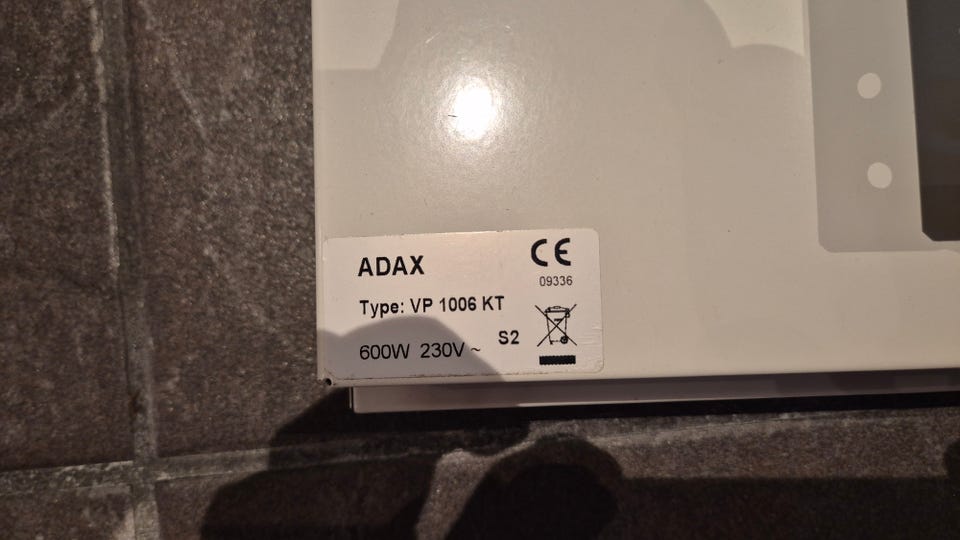 ADAX
CE
09336
Type: VP 1006 KT
S2
600W 230V ~